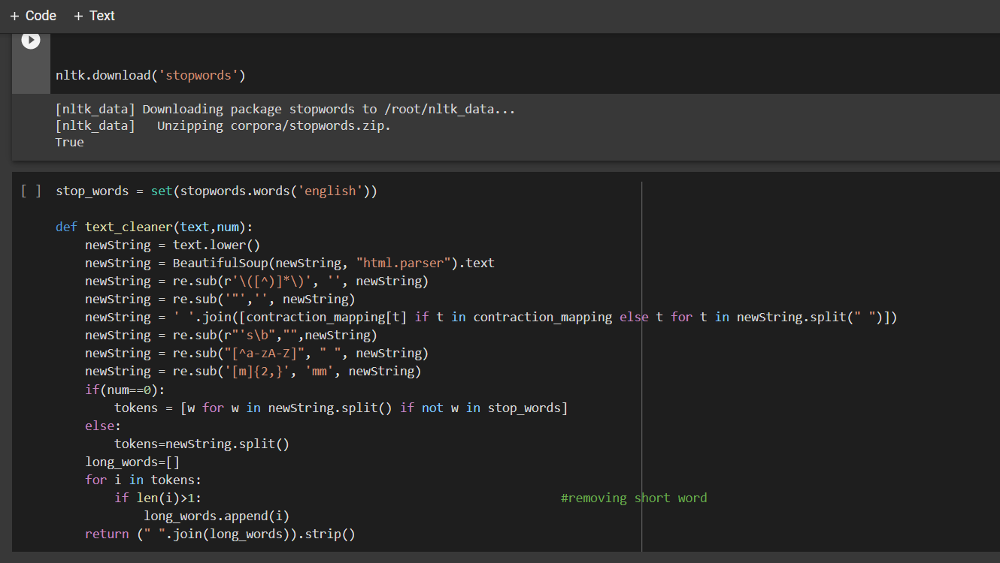 + Code + Text
nltk.download('stopwords')
[nltk_data] Downloading package stopwords to /root/nltk_data...
[nltk_data]   Unzipping corpora/stopwords.zip.
True
[ ] stop_words = set(stopwords.words('english'))
def text_cleaner(text,num):
    newString = text.lower()
    newString = BeautifulSoup(newString, "html.parser").text
    newString = re.sub(r'\([^)]*\)', '', newString)
    newString = re.sub('"','', newString)
    newString = ' '.join([contraction_mapping[t] if t in contraction_mapping else t for t in newString.split(" ")])
    newString = re.sub(r"'s\b","",newString)
    newString = re.sub("[^a-zA-Z]", " ", newString)
    newString = re.sub('[m]{2,}', 'mm', newString)
    if(num==0):
        tokens = [w for w in newString.split() if not w in stop_words]
    else:
        tokens=newString.split()
    long_words=[]
    for i in tokens:
        if len(i)>1:                                                 #removing short word
            long_words.append(i)
    return (" ".join(long_words)).strip()